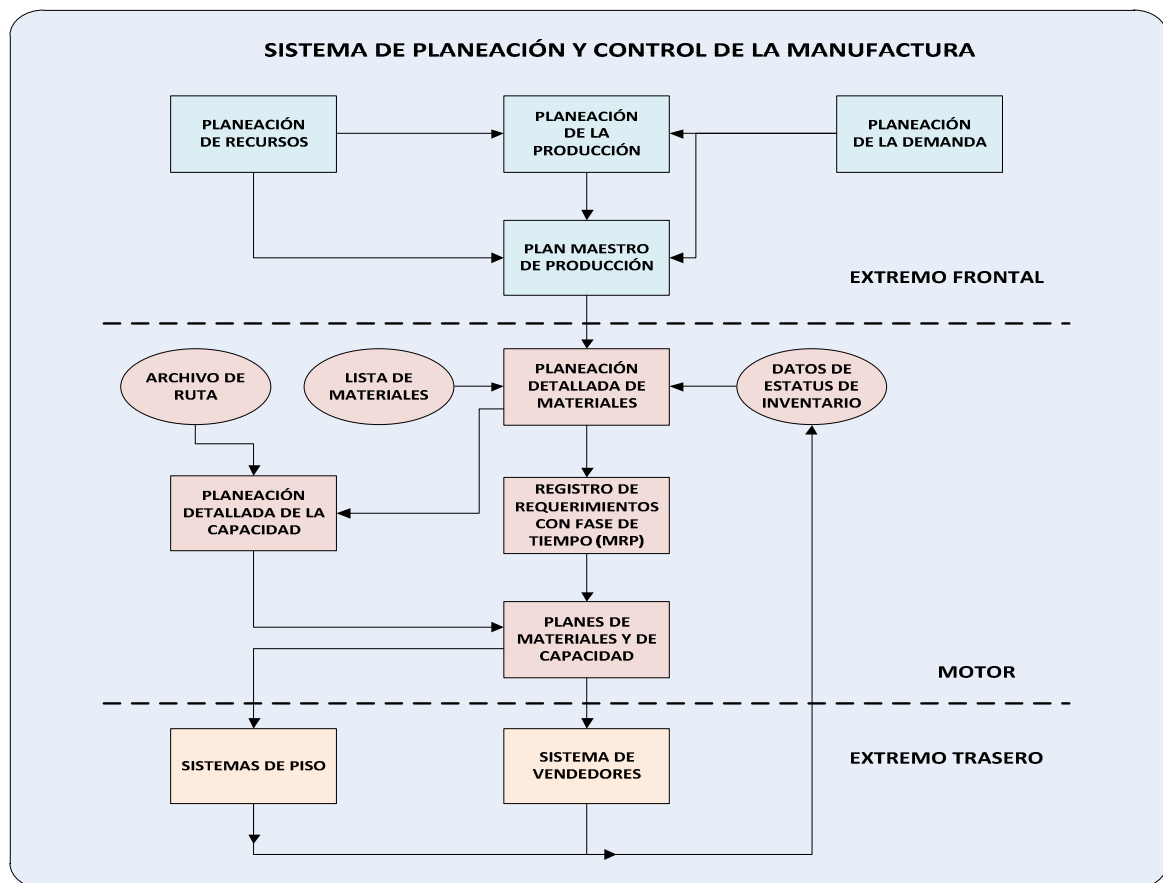 SISTEMA DE PLANEACIÓN Y CONTROL DE LA MANUFACTURA
PLANEACIÓN
DE RECURSOS
PLANEACIÓN
DE LA
PRODUCCIÓN
PLANEACIÓN
DE LA DEMANDA
PLAN MAESTRO
DE PRODUCCIÓN
EXTREMO FRONTAL
ARCHIVO DE
RUTA
LISTA DE
MATERIALES
PLANEACIÓN
DETALLADA DE
MATERIALES
DATOS DE
ESTATUS DE
INVENTARIO
PLANEACIÓN
DETALLADA DE LA
CAPACIDAD
REGISTRO DE
REQUERIMIENTOS
CON FASE DE
TIEMPO (MRP)
PLANES DE
MATERIALES Y DE
CAPACIDAD
MOTOR
SISTEMAS DE PISO
SISTEMA DE
VENDEDORES
EXTREMO TRASERO